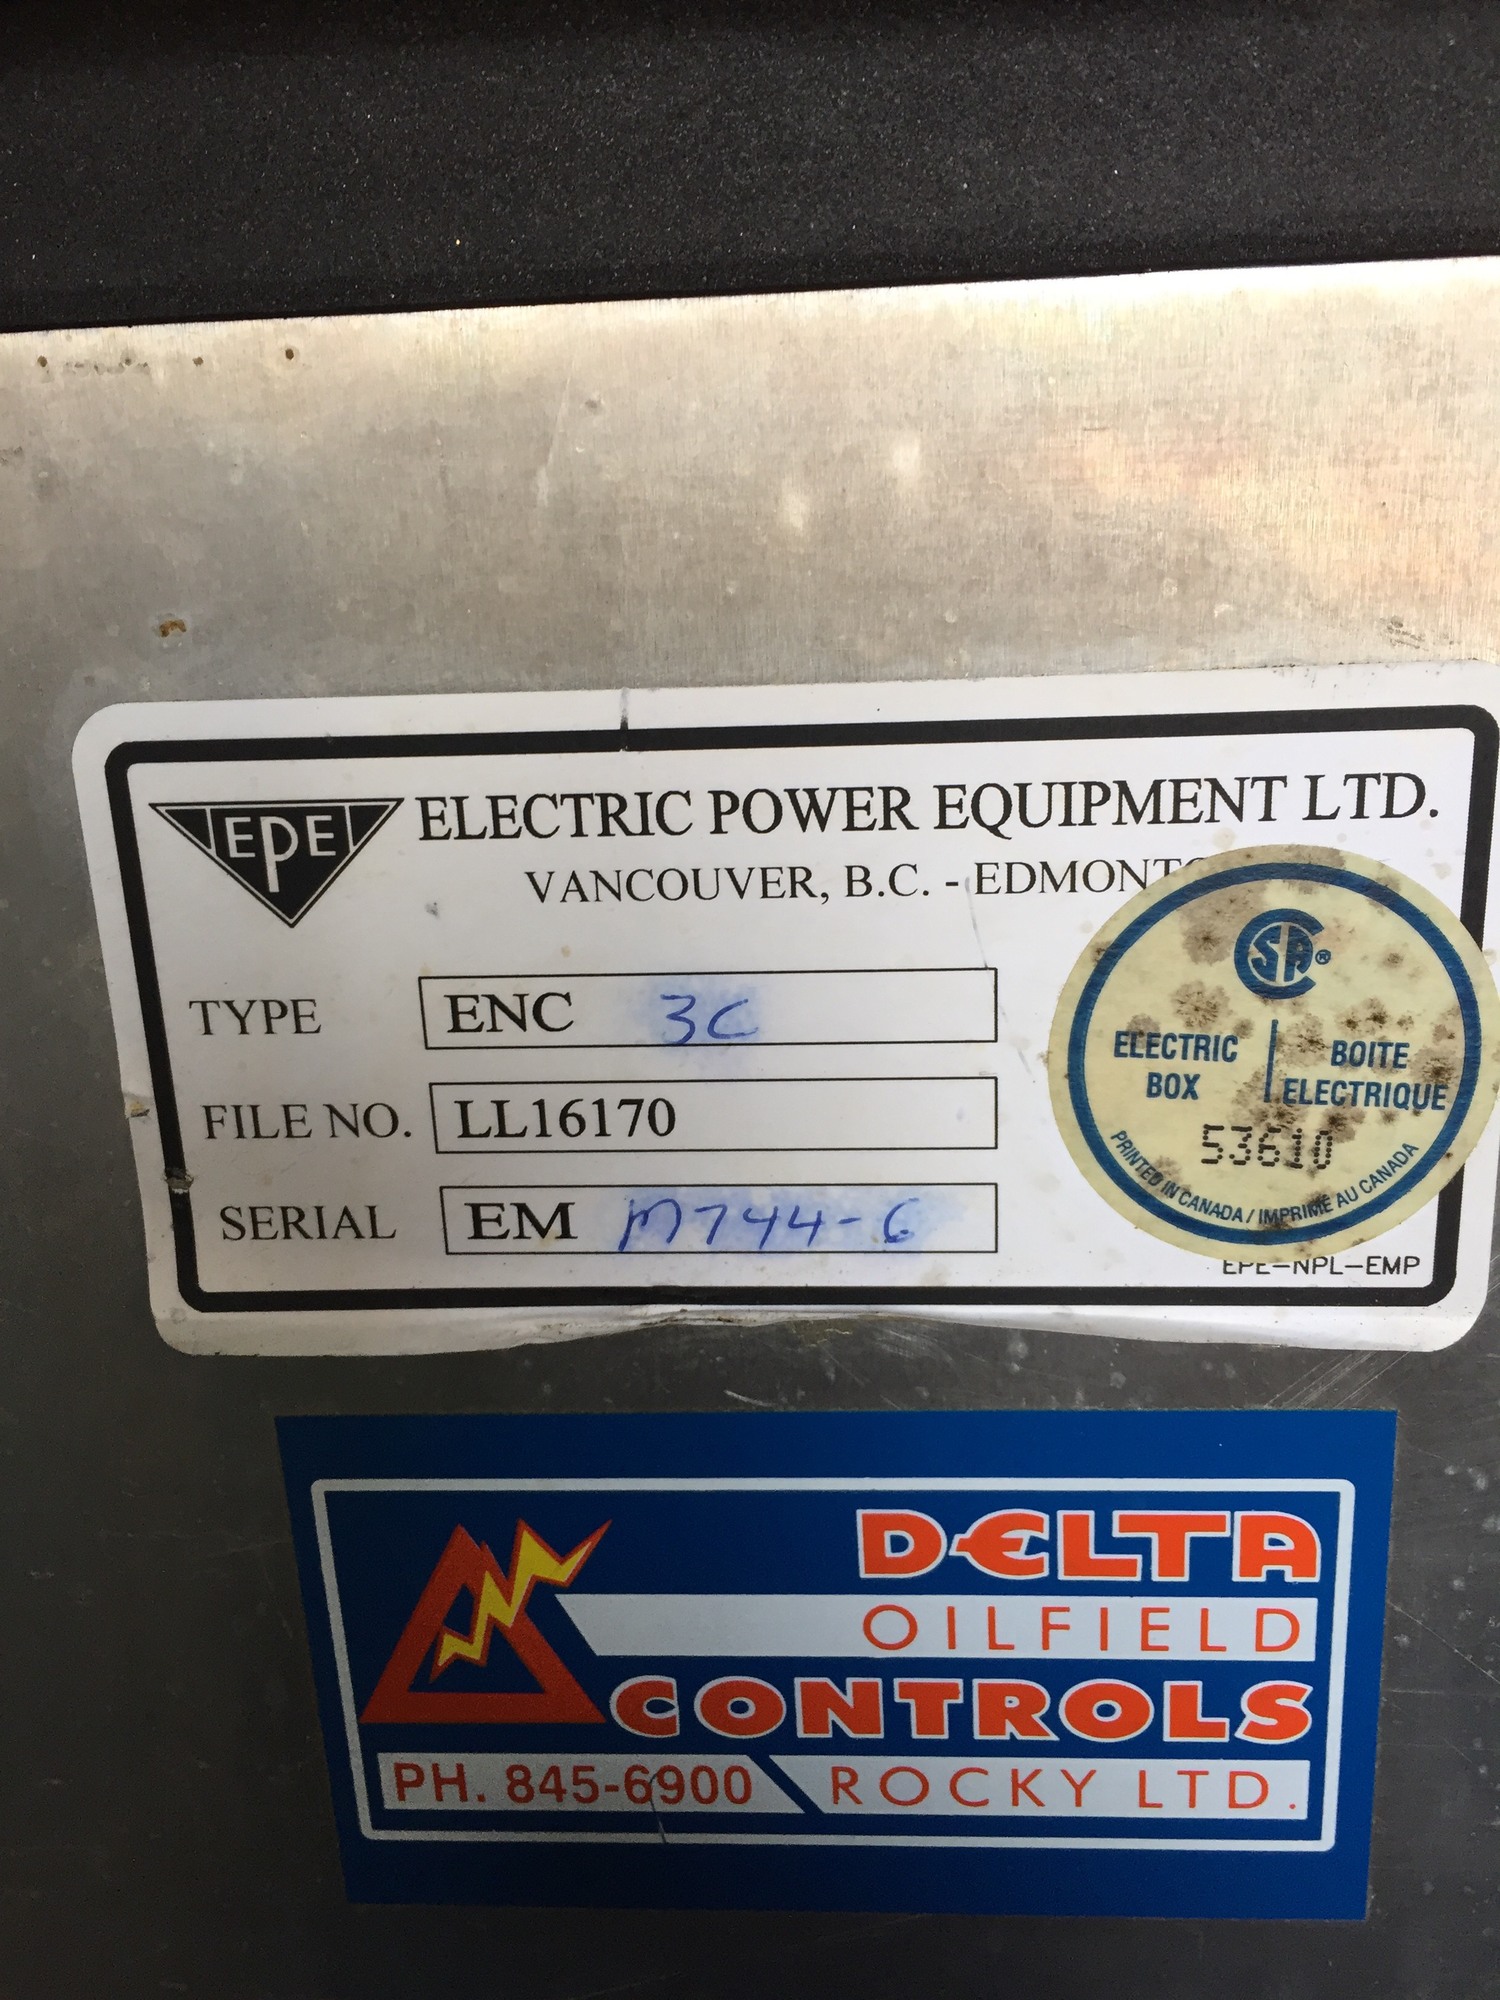 EPE
ELECTRIC POWER EQUIPMENT LTD.
VANCOUVER, B.C. - EDMONT
TYPE ENC 3C
FILE NO. LL16170
SERIAL EM M744-6
CSA®
ELECTRIC BOX
BOITE ELECTRIQUE
53610
PRINTED IN CANADA / IMPRIMÉ AU CANADA
EPE-NPL-EMP
DELTA
OILFIELD
CONTROLS
PH. 845-6900 ROCKY LTD.